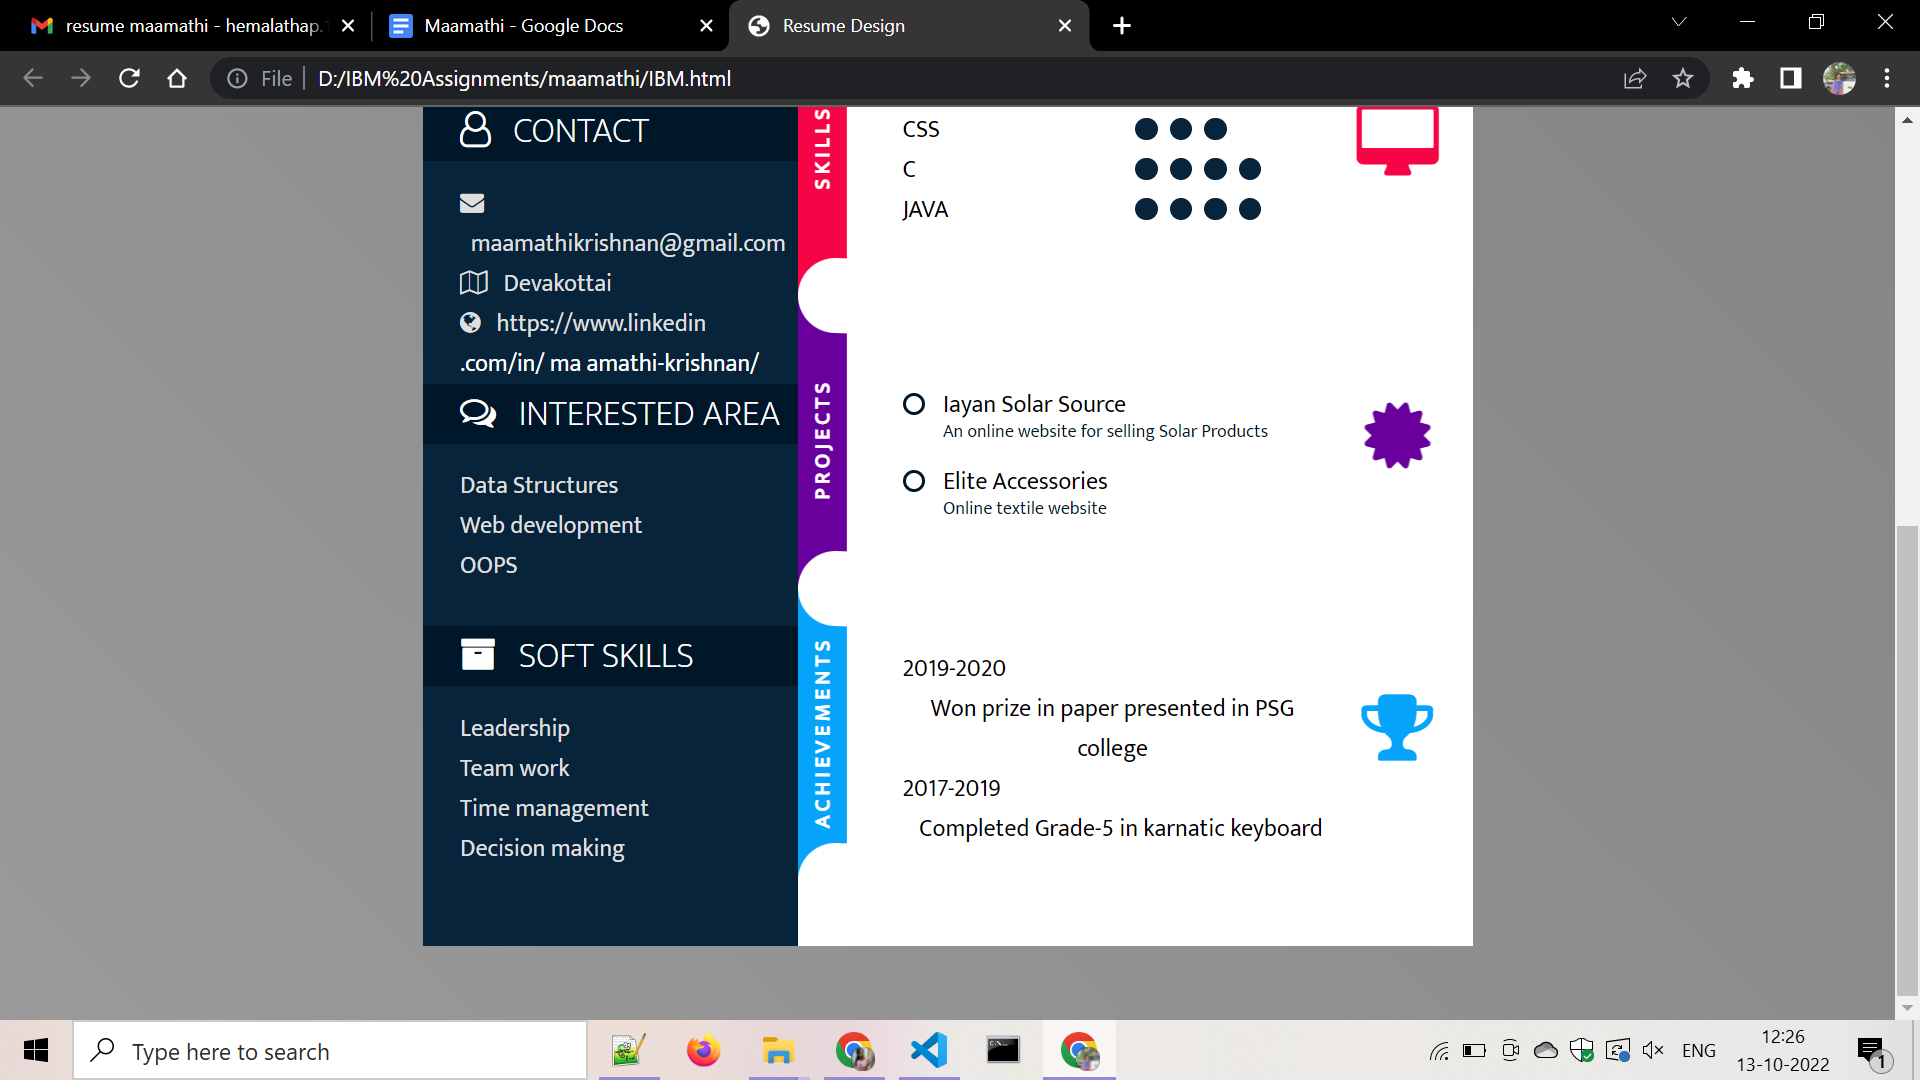 resume maamathi - hemalathap.
Maamathi - Google Docs
Resume Design
File
D:/IBM%20Assignments/maamathi/IBM.html
CONTACT
maamathikrishnan@gmail.com
Devakottai
https://www.linkedin
.com/in/ ma amathi-krishnan/
INTERESTED AREA
Data Structures
Web development
OOPS
SOFT SKILLS
Leadership
Team work
Time management
Decision making
SKILLS
CSS
C
JAVA
PROJECTS
Iayan Solar Source
An online website for selling Solar Products
Elite Accessories
Online textile website
ACHIEVEMENTS
2019-2020
Won prize in paper presented in PSG
college
2017-2019
Completed Grade-5 in karnatic keyboard
Type here to search
ENG
12:26
13-10-2022
1